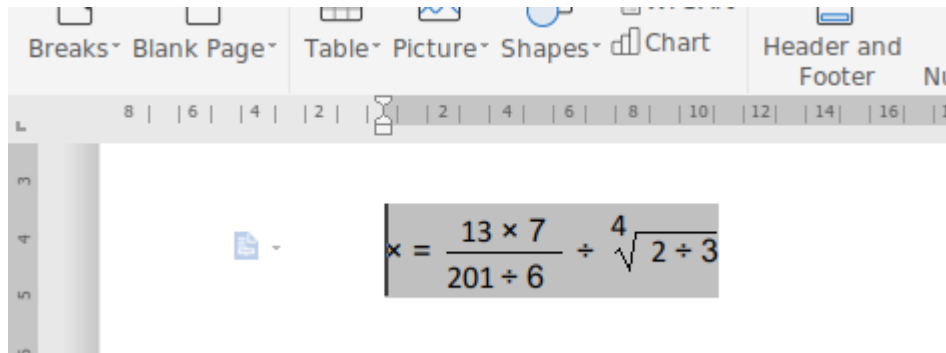 WPSArt
Breaks Blank Page Table Picture Shapes Chart Header and
Footer
8 6 4 2 2 4 6 8 10 12 14 16
3
4
5
x = 13 × 7 / 201 ÷ 6 ÷ 4√2 ÷ 3